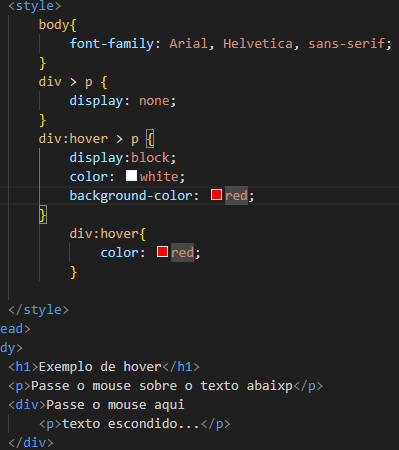 <style>
body{
font-family: Arial, Helvetica, sans-serif;
}
div > p {
display: none;
}
div:hover > p {
display:block;
color: white;
background-color: red;
}
div:hover{
color: red;
}
</style>
ead>
dy>
<h1>Exemplo de hover</h1>
<p>Passe o mouse sobre o texto abaixp</p>
<div>Passe o mouse aqui
<p>texto escondido...</p>
</div>